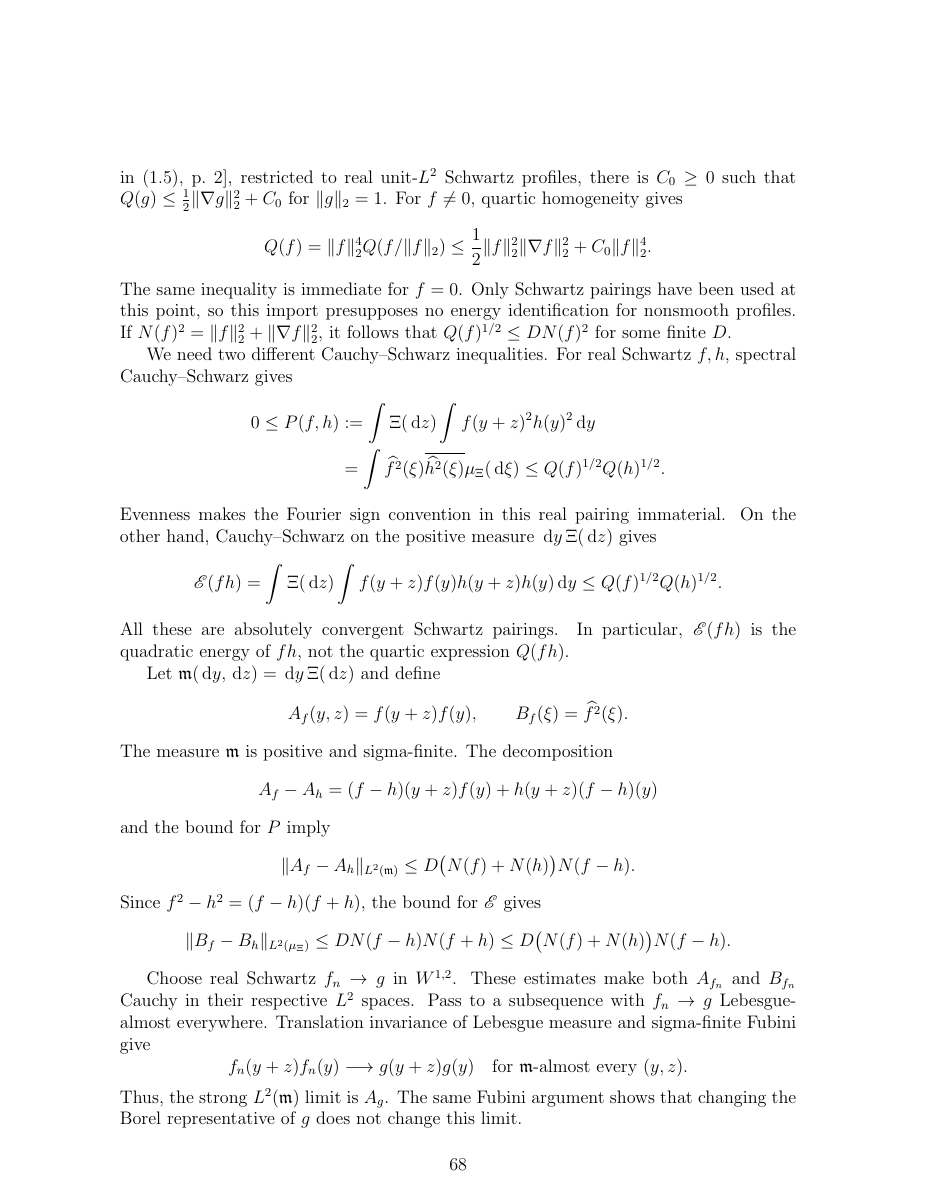 in (1.5), p. 2], restricted to real unit-L² Schwartz profiles, there is C₀ ≥ 0 such that
Q(g) ≤ ½‖∇g‖₂² + C₀ for ‖g‖₂ = 1. For f ≠ 0, quartic homogeneity gives
Q(f) = ‖f‖₂⁴Q(f/‖f‖₂) ≤ 1/2 ‖f‖₂²‖∇f‖₂² + C₀‖f‖₂⁴.
The same inequality is immediate for f = 0. Only Schwartz pairings have been used at
this point, so this import presupposes no energy identification for nonsmooth profiles.
If N(f)² = ‖f‖₂² + ‖∇f‖₂², it follows that Q(f)^{1/2} ≤ DN(f)² for some finite D.
We need two different Cauchy–Schwarz inequalities. For real Schwartz f, h, spectral
Cauchy–Schwarz gives
0 ≤ P(f, h) := ∫ Ξ( dz) ∫ f(y + z)²h(y)² dy
= ∫ \widehat{f²}(ξ)\overline{\widehat{h²}(ξ)}μ_Ξ( dξ) ≤ Q(f)^{1/2}Q(h)^{1/2}.
Evenness makes the Fourier sign convention in this real pairing immaterial. On the
other hand, Cauchy–Schwarz on the positive measure dy Ξ( dz) gives
ℰ(fh) = ∫ Ξ( dz) ∫ f(y + z)f(y)h(y + z)h(y) dy ≤ Q(f)^{1/2}Q(h)^{1/2}.
All these are absolutely convergent Schwartz pairings. In particular, ℰ(fh) is the
quadratic energy of fh, not the quartic expression Q(fh).
Let 𝔪( dy, dz) = dy Ξ( dz) and define
A_f(y, z) = f(y + z)f(y), B_f(ξ) = \widehat{f²}(ξ).
The measure 𝔪 is positive and sigma-finite. The decomposition
A_f − A_h = (f − h)(y + z)f(y) + h(y + z)(f − h)(y)
and the bound for P imply
‖A_f − A_h‖_{L²(𝔪)} ≤ D(N(f) + N(h))N(f − h).
Since f² − h² = (f − h)(f + h), the bound for ℰ gives
‖B_f − B_h‖_{L²(μ_Ξ)} ≤ DN(f − h)N(f + h) ≤ D(N(f) + N(h))N(f − h).
Choose real Schwartz f_n → g in W^{1,2}. These estimates make both A_{f_n} and B_{f_n}
Cauchy in their respective L² spaces. Pass to a subsequence with f_n → g Lebesgue-
almost everywhere. Translation invariance of Lebesgue measure and sigma-finite Fubini
give
f_n(y + z)f_n(y) ⟶ g(y + z)g(y) for 𝔪-almost every (y, z).
Thus, the strong L²(𝔪) limit is A_g. The same Fubini argument shows that changing the
Borel representative of g does not change this limit.
68